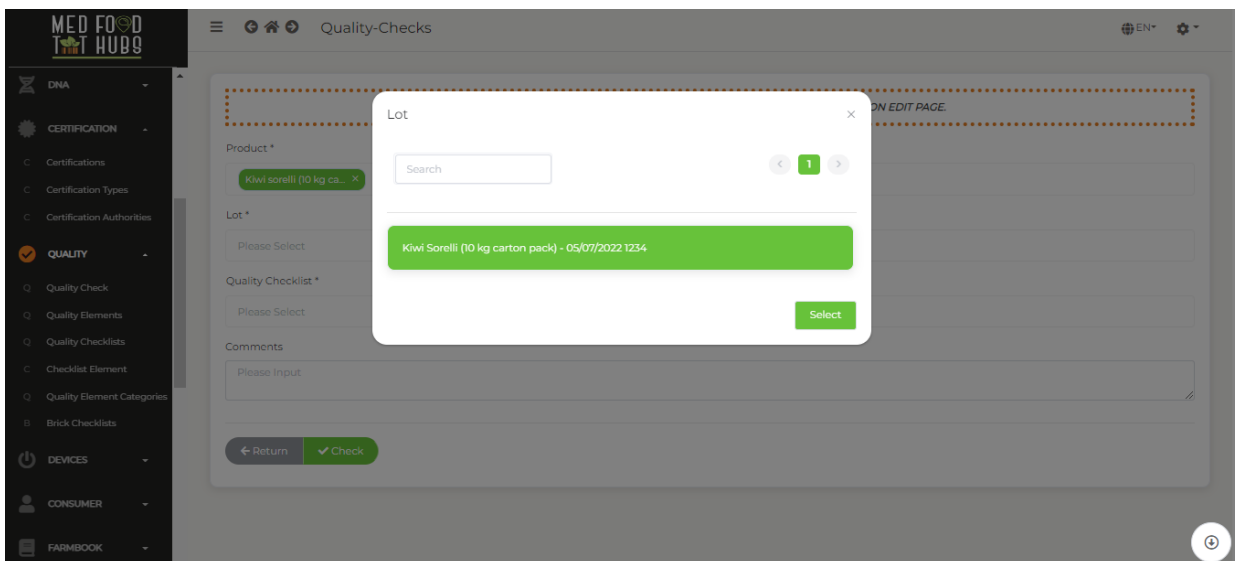 MED FOOD
TTT HUBS
Quality-Checks
EN
DNA
CERTIFICATION
C Certifications
C Certification Types
C Certification Authorities
QUALITY
Q Quality Check
Q Quality Elements
Q Quality Checklists
C Checklist Element
Q Quality Element Categories
B Brick Checklists
DEVICES
CONSUMER
FARMBOOK
ON EDIT PAGE.
Product *
Kiwi sorelli (10 kg ca... ×
Lot *
Please Select
Quality Checklist *
Please Select
Comments
Please Input
Return
Check
Lot
×
Search
1
Kiwi Sorelli (10 kg carton pack) - 05/07/2022 1234
Select